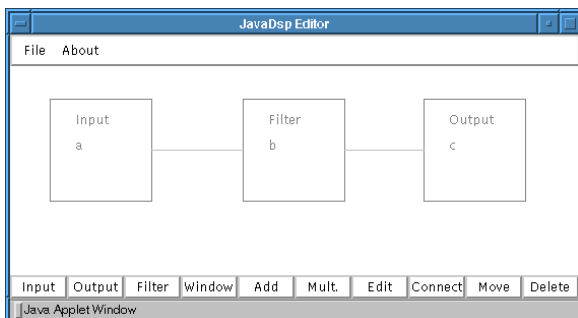 JavaDsp Editor
File About
Input Filter Output
a b c
Input Output Filter Window Add Mult. Edit Connect Move Delete
Java Applet Window